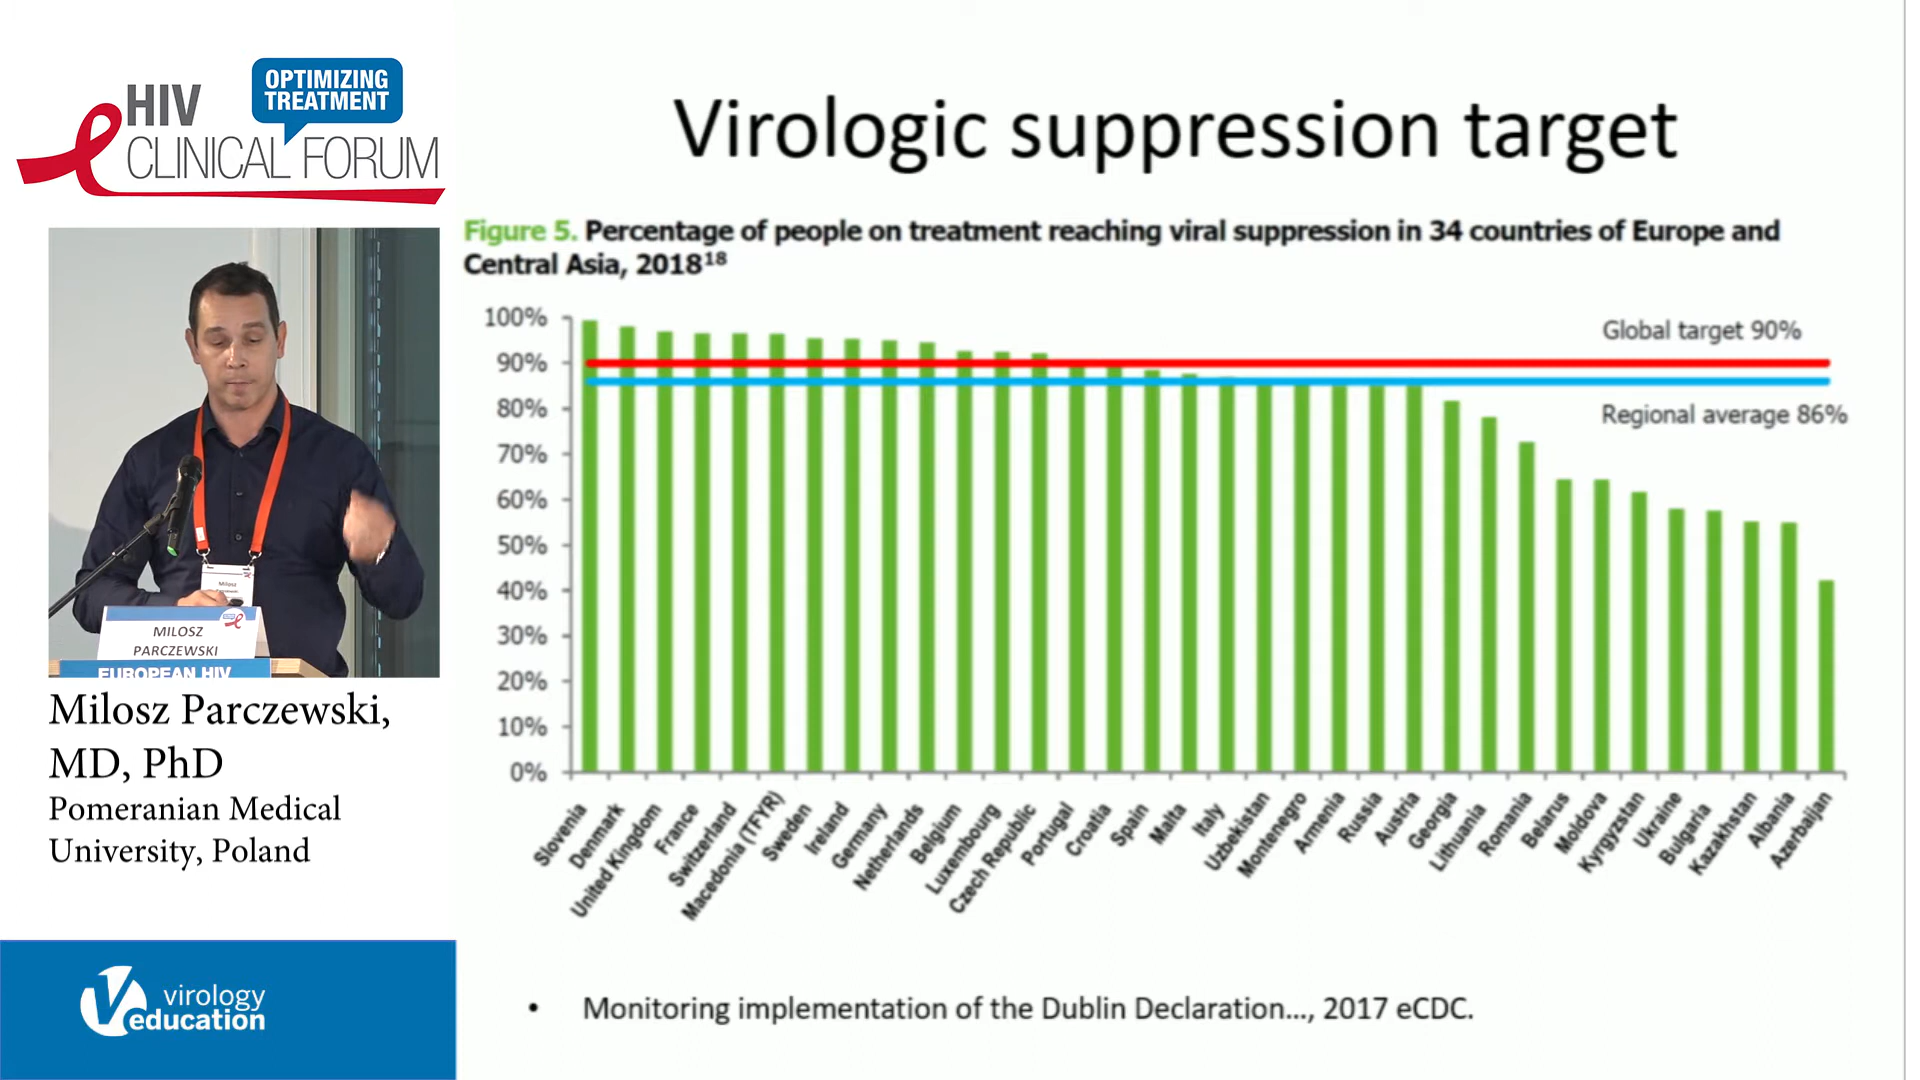 OPTIMIZING
TREATMENT
HIV
CLINICAL FORUM
MILOSZ
PARCZEWSKI
EUROPEAN HIV
Milosz
Milosz Parczewski,
MD, PhD
Pomeranian Medical
University, Poland
virology
education
Virologic suppression target
Figure 5. Percentage of people on treatment reaching viral suppression in 34 countries of Europe and
Central Asia, 2018¹⁸
100%
90%
80%
70%
60%
50%
40%
30%
20%
10%
0%
Global target 90%
Regional average 86%
Slovenia
Denmark
United Kingdom
France
Switzerland
Macedonia (TFYR)
Sweden
Ireland
Germany
Netherlands
Belgium
Luxembourg
Czech Republic
Portugal
Croatia
Spain
Malta
Italy
Uzbekistan
Montenegro
Armenia
Russia
Austria
Georgia
Lithuania
Romania
Belarus
Moldova
Kyrgyzstan
Ukraine
Bulgaria
Kazakhstan
Albania
Azerbaijan
• Monitoring implementation of the Dublin Declaration..., 2017 eCDC.